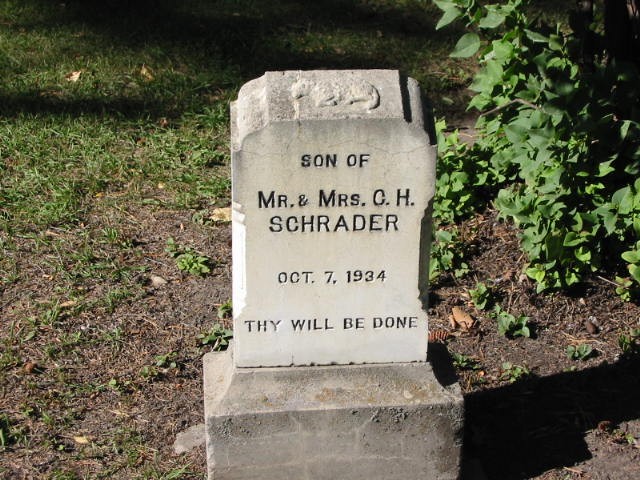 SON OF
MR. & MRS. C. H.
SCHRADER
OCT. 7, 1934
THY WILL BE DONE